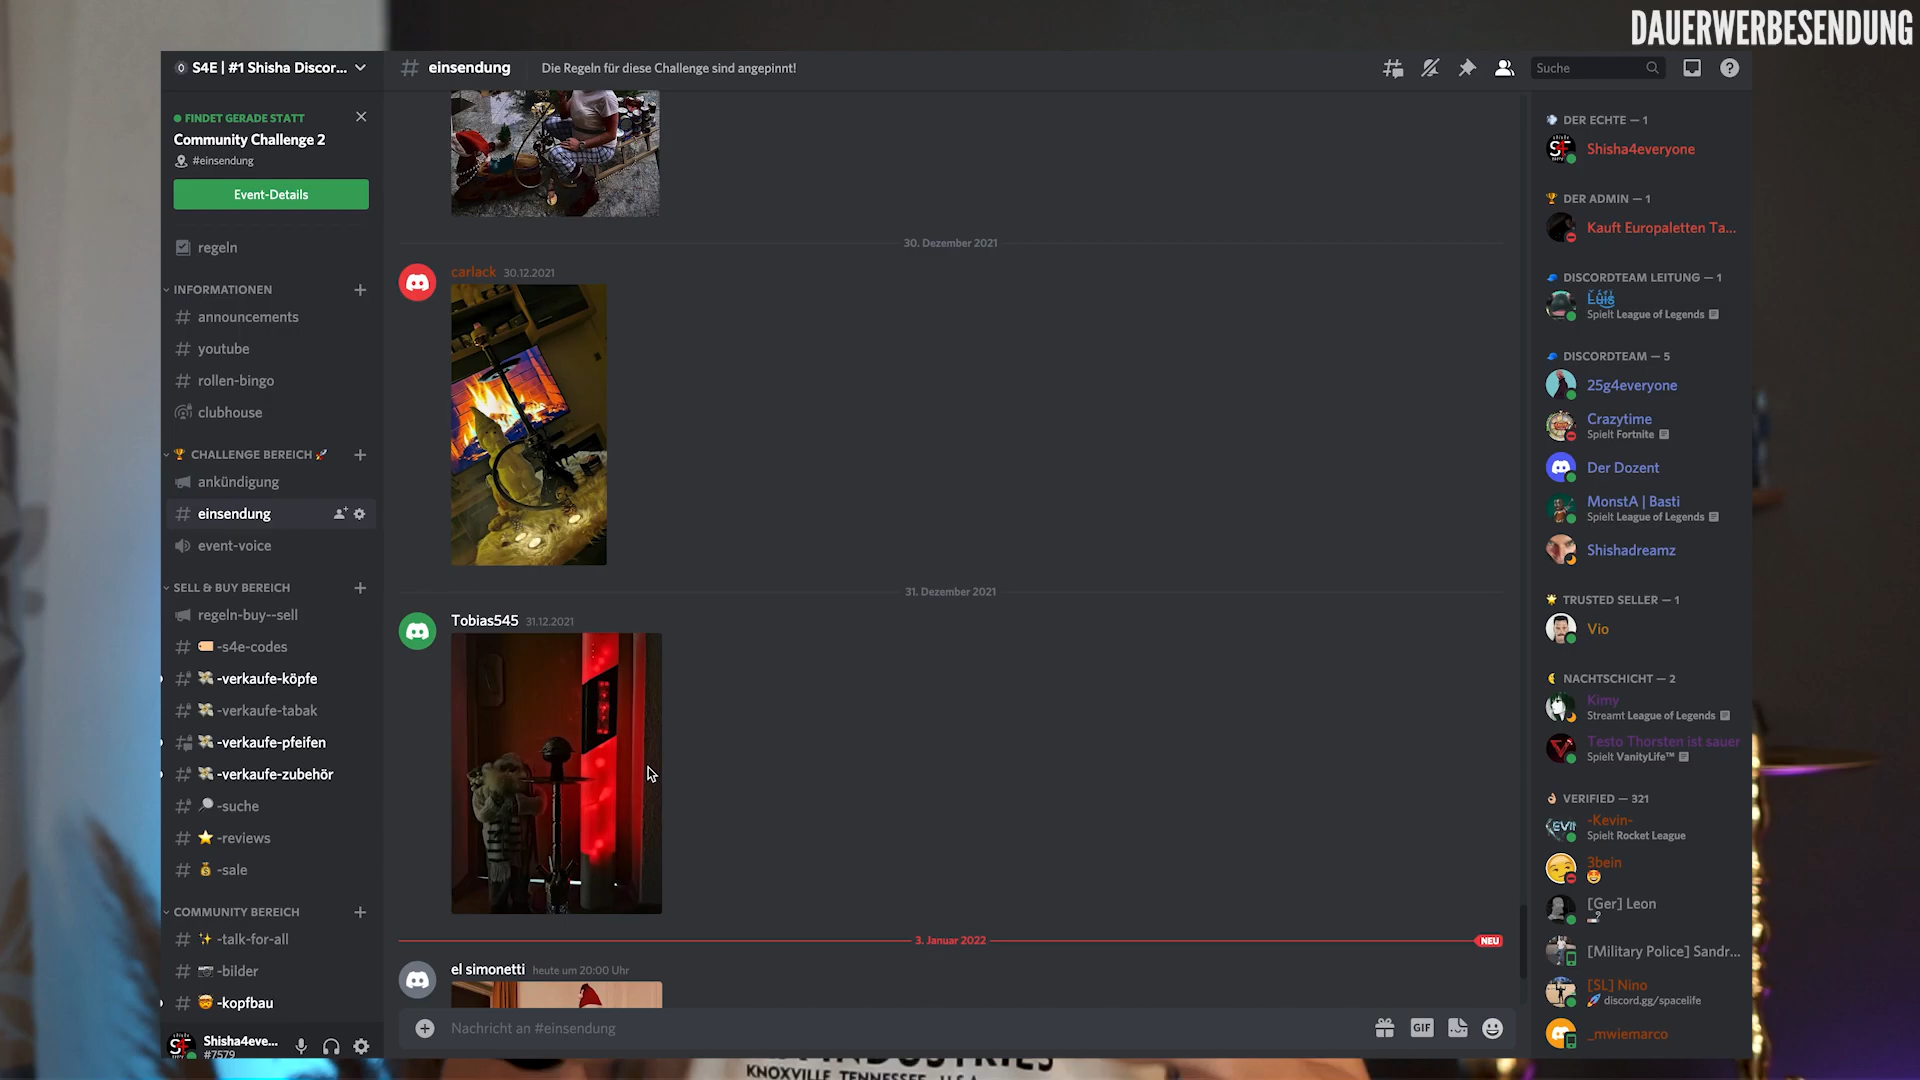 DAUERWERBESENDUNG
S4E | #1 Shisha Discor...
einsendung
Die Regeln für diese Challenge sind angepinnt!
Suche
FINDET GERADE STATT
Community Challenge 2
#einsendung
Event-Details
regeln
INFORMATIONEN
announcements
youtube
rollen-bingo
clubhouse
🏆 CHALLENGE BEREICH 🚀
ankündigung
einsendung
event-voice
SELL & BUY BEREICH
regeln-buy--sell
-s4e-codes
💸 -verkaufe-köpfe
💸 -verkaufe-tabak
💸 -verkaufe-pfeifen
💸 -verkaufe-zubehör
🔎 -suche
⭐ -reviews
💰 -sale
COMMUNITY BEREICH
✨ -talk-for-all
📷 -bilder
🤯 -kopfbau
Shisha4eve...
#7579
30. Dezember 2021
carlack 30.12.2021
31. Dezember 2021
Tobias545 31.12.2021
3. Januar 2022 NEU
el simonetti heute um 20:00 Uhr
Nachricht an #einsendung
GIF
DER ECHTE — 1
Shisha4everyone
🏆 DER ADMIN — 1
Kauft Europaletten Ta...
🧢 DISCORDTEAM LEITUNG — 1
Spielt League of Legends
🧢 DISCORDTEAM — 5
25g4everyone
Crazytime
Spielt Fortnite
Der Dozent
MonstA | Basti
Spielt League of Legends
Shishadreamz
🌟 TRUSTED SELLER — 1
Vio
NACHTSCHICHT — 2
Kimy
Streamt League of Legends
Testo Thorsten ist sauer
Spielt VanityLife™
👌 VERIFIED — 321
-Kevin-
Spielt Rocket League
3bein
🤩
[Ger] Leon
🚬
[Military Police] Sandr...
[SL] Nino
🚀 discord.gg/spacelife
_mwiemarco
KNOXVILLE, TENNESSEE, U.S.A.